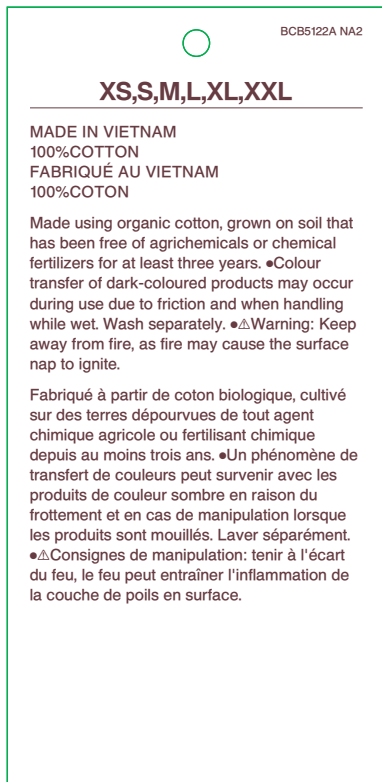 BCB5122A NA2
XS,S,M,L,XL,XXL
MADE IN VIETNAM
100%COTTON
FABRIQUÉ AU VIETNAM
100%COTON
Made using organic cotton, grown on soil that
has been free of agrichemicals or chemical
fertilizers for at least three years. ●Colour
transfer of dark-coloured products may occur
during use due to friction and when handling
while wet. Wash separately. ●⚠Warning: Keep
away from fire, as fire may cause the surface
nap to ignite.
Fabriqué à partir de coton biologique, cultivé
sur des terres dépourvues de tout agent
chimique agricole ou fertilisant chimique
depuis au moins trois ans. ●Un phénomène de
transfert de couleurs peut survenir avec les
produits de couleur sombre en raison du
frottement et en cas de manipulation lorsque
les produits sont mouillés. Laver séparément.
●⚠Consignes de manipulation: tenir à l'écart
du feu, le feu peut entraîner l'inflammation de
la couche de poils en surface.